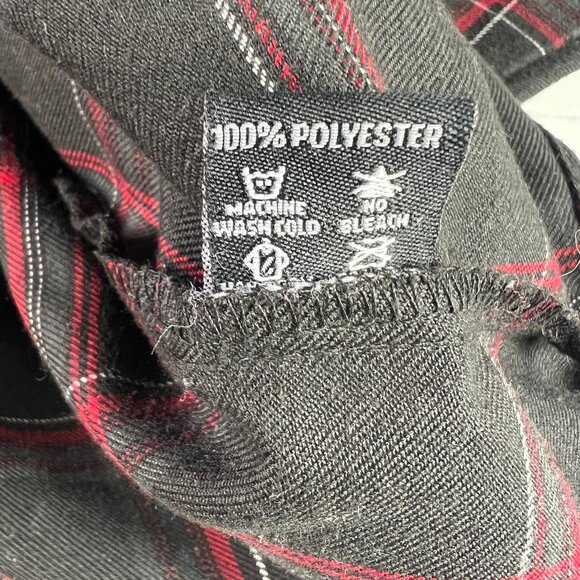 100% POLYESTER
MACHINE WASH COLD
NO BLEACH